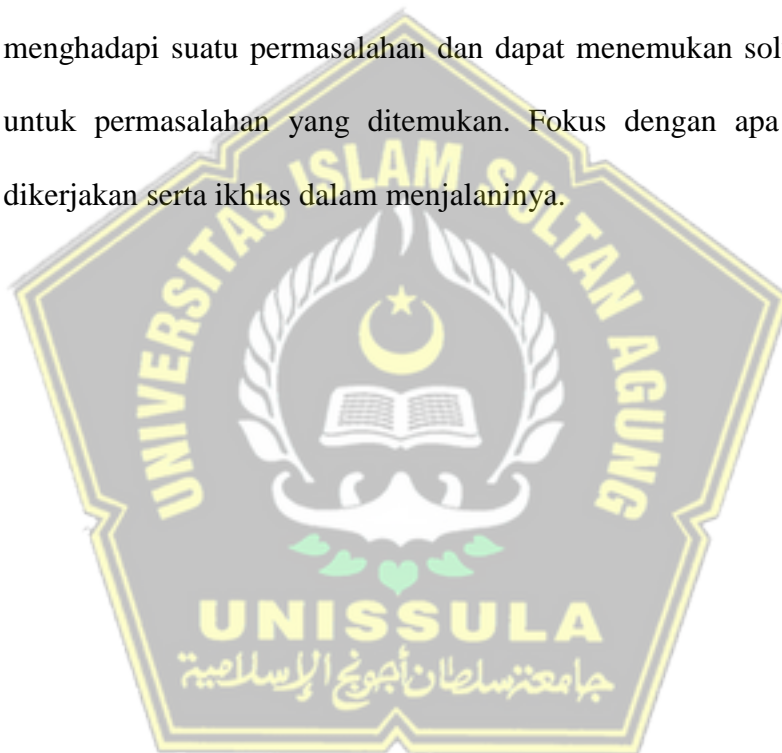 menghadapi suatu permasalahan dan dapat menemukan sol
untuk permasalahan yang ditemukan. Fokus dengan apa
dikerjakan serta ikhlas dalam menjalaninya.
UNIVERSITAS ISLAM SULTAN AGUNG
UNISSULA
جامعة سلطان أجونج الإسلامية